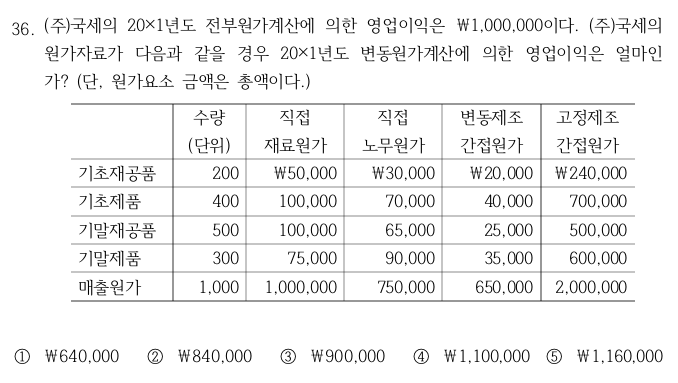 36. (주)국세의 20×1년도 전부원가계산에 의한 영업이익은 ₩1,000,000이다. (주)국세의
원가자료가 다음과 같을 경우 20×1년도 변동원가계산에 의한 영업이익은 얼마인
가? (단, 원가요소 금액은 총액이다.)
수량 직접 직접 변동제조 고정제조
(단위) 재료원가 노무원가 간접원가 간접원가
기초재공품 200 ₩50,000 ₩30,000 ₩20,000 ₩240,000
기초제품 400 100,000 70,000 40,000 700,000
기말재공품 500 100,000 65,000 25,000 500,000
기말제품 300 75,000 90,000 35,000 600,000
매출원가 1,000 1,000,000 750,000 650,000 2,000,000
① ₩640,000 ② ₩840,000 ③ ₩900,000 ④ ₩1,100,000 ⑤ ₩1,160,000